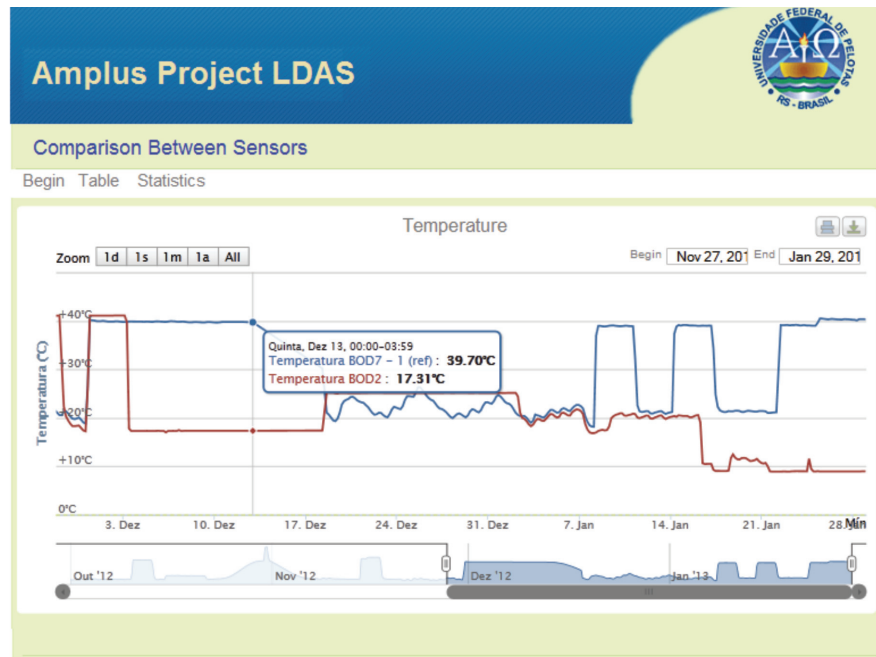 Amplus Project LDAS
UNIVERSIDADE FEDERAL DE PELOTAS
RS - BRASIL
Comparison Between Sensors
Begin Table Statistics
Temperature
Zoom 1d 1s 1m 1a All
Begin Nov 27, 201 End Jan 29, 201
Temperatura (°C)
+40°C
+30°C
+20°C
+10°C
0°C
Quinta, Dez 13, 00:00-03:59
Temperatura BOD7 - 1 (ref) : 39.70°C
Temperatura BOD2 : 17.31°C
3. Dez 10. Dez 17. Dez 24. Dez 31. Dez 7. Jan 14. Jan 21. Jan 28. Jan
Out '12 Nov '12 Dez '12 Jan '13